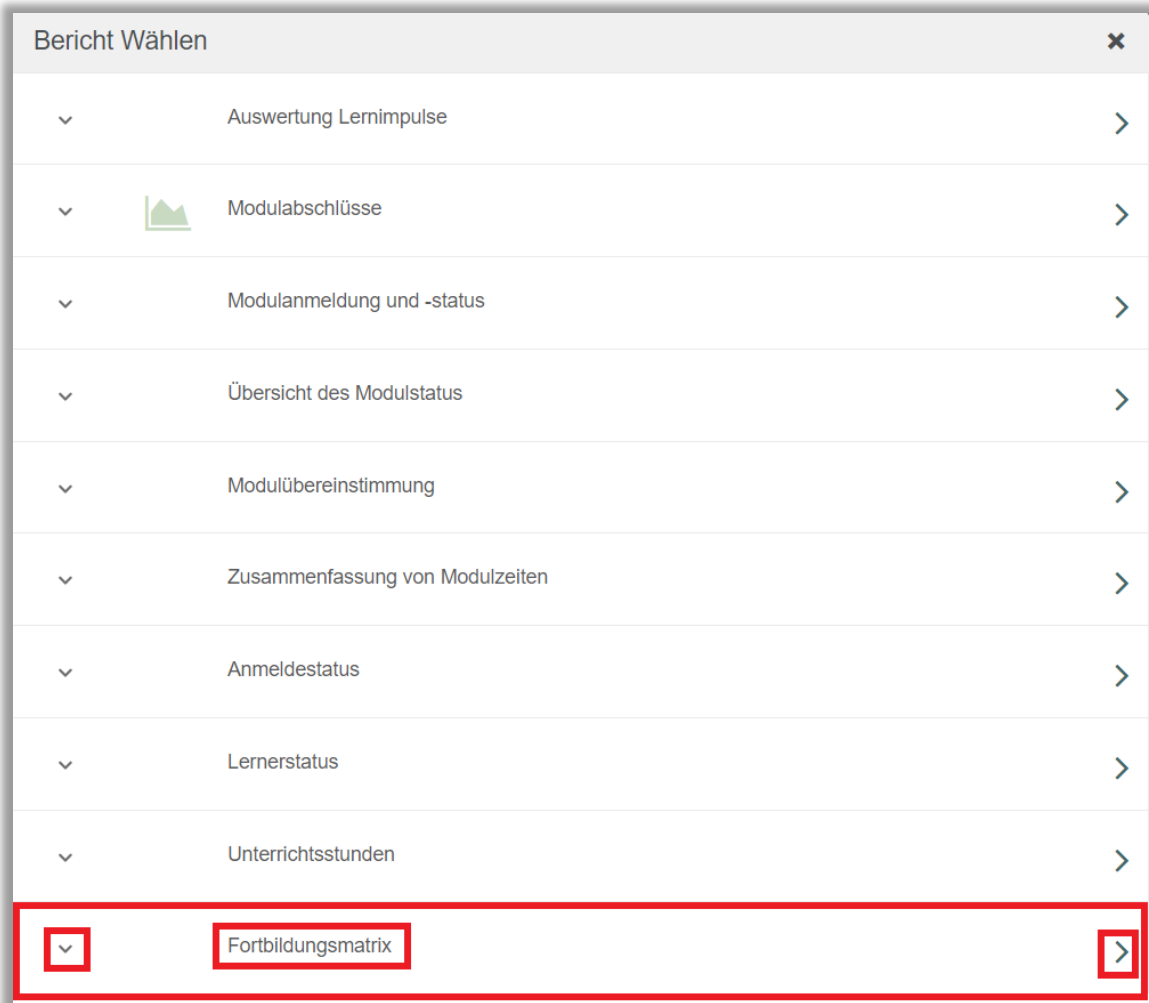 Bericht Wählen
Auswertung Lernimpulse
Modulabschlüsse
Modulanmeldung und -status
Übersicht des Modulstatus
Modulübereinstimmung
Zusammenfassung von Modulzeiten
Anmeldestatus
Lernerstatus
Unterrichtsstunden
Fortbildungsmatrix